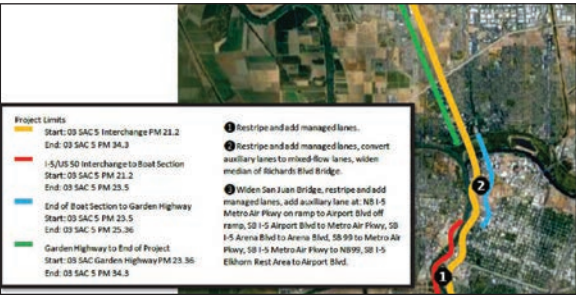 Project Limits
Start: 03 SAC 5 Interchange PM 21.2
End: 03 SAC 5 PM 34.3
I-5/US 50 Interchange to Boat Section
Start: 03 SAC 5 PM 21.2
End: 03 SAC 5 PM 23.5
End of Boat Section to Garden Highway
Start: 03 SAC 5 PM 23.5
End: 03 SAC 5 PM 25.36
Garden Highway to End of Project
Start: 03 SAC Garden Highway PM 23.36
End: 03 SAC 5 PM 34.3
1 Restripe and add managed lanes.
2 Restripe and add managed lanes, convert
auxiliary lanes to mixed-flow lanes, widen
median of Richards Blvd Bridge.
3 Widen San Juan Bridge, restripe and add
managed lanes, add auxiliary lane at: NB I-5
Metro Air Pkwy on ramp to Airport Blvd off
ramp, SB I-5 Airport Blvd to Metro Air Pkwy, SB
I-5 Arena Blvd to Arena Blvd, SB 99 to Metro Air
Pkwy, SB I-5 Metro Air Pkwy to NB99, SB I-5
Elkhorn Rest Area to Airport Blvd.
2
1